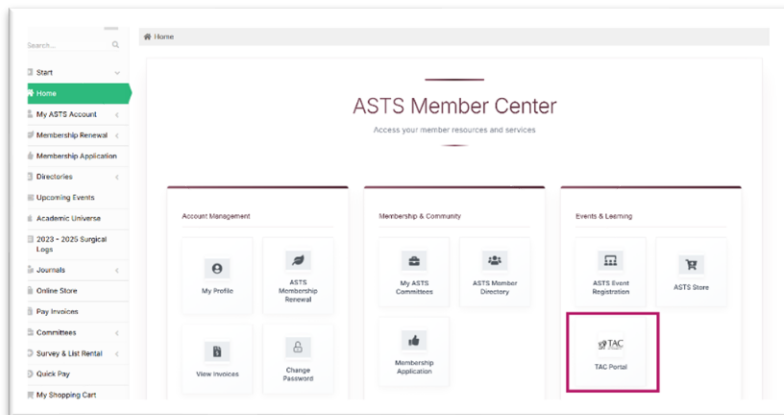 Search...
Start
Home
My ASTS Account
Membership Renewal
Membership Application
Directories
Upcoming Events
Academic Universe
2023 - 2025 Surgical
Logs
Journals
Online Store
Pay Invoices
Committees
Survey & List Rental
Quick Pay
My Shopping Cart
Home
ASTS Member Center
Access your member resources and services
Account Management
My Profile
ASTS
Membership
Renewal
View Invoices
Change
Password
Membership & Community
My ASTS
Committees
ASTS Member
Directory
Membership
Application
Events & Learning
ASTS Event
Registration
ASTS Store
TAC
TAC Portal